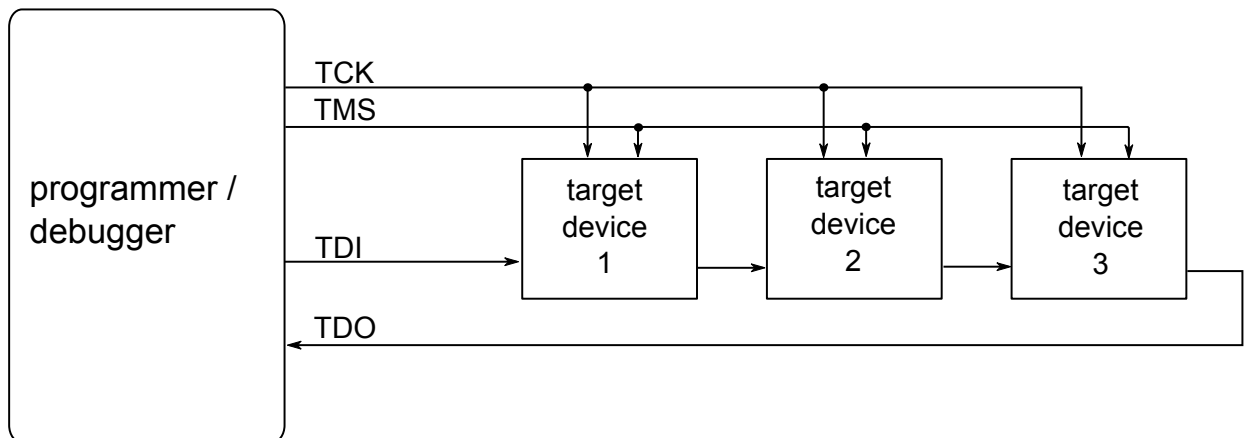 TCK
TMS
programmer /
debugger
TDI
TDO
target
device
1
target
device
2
target
device
3